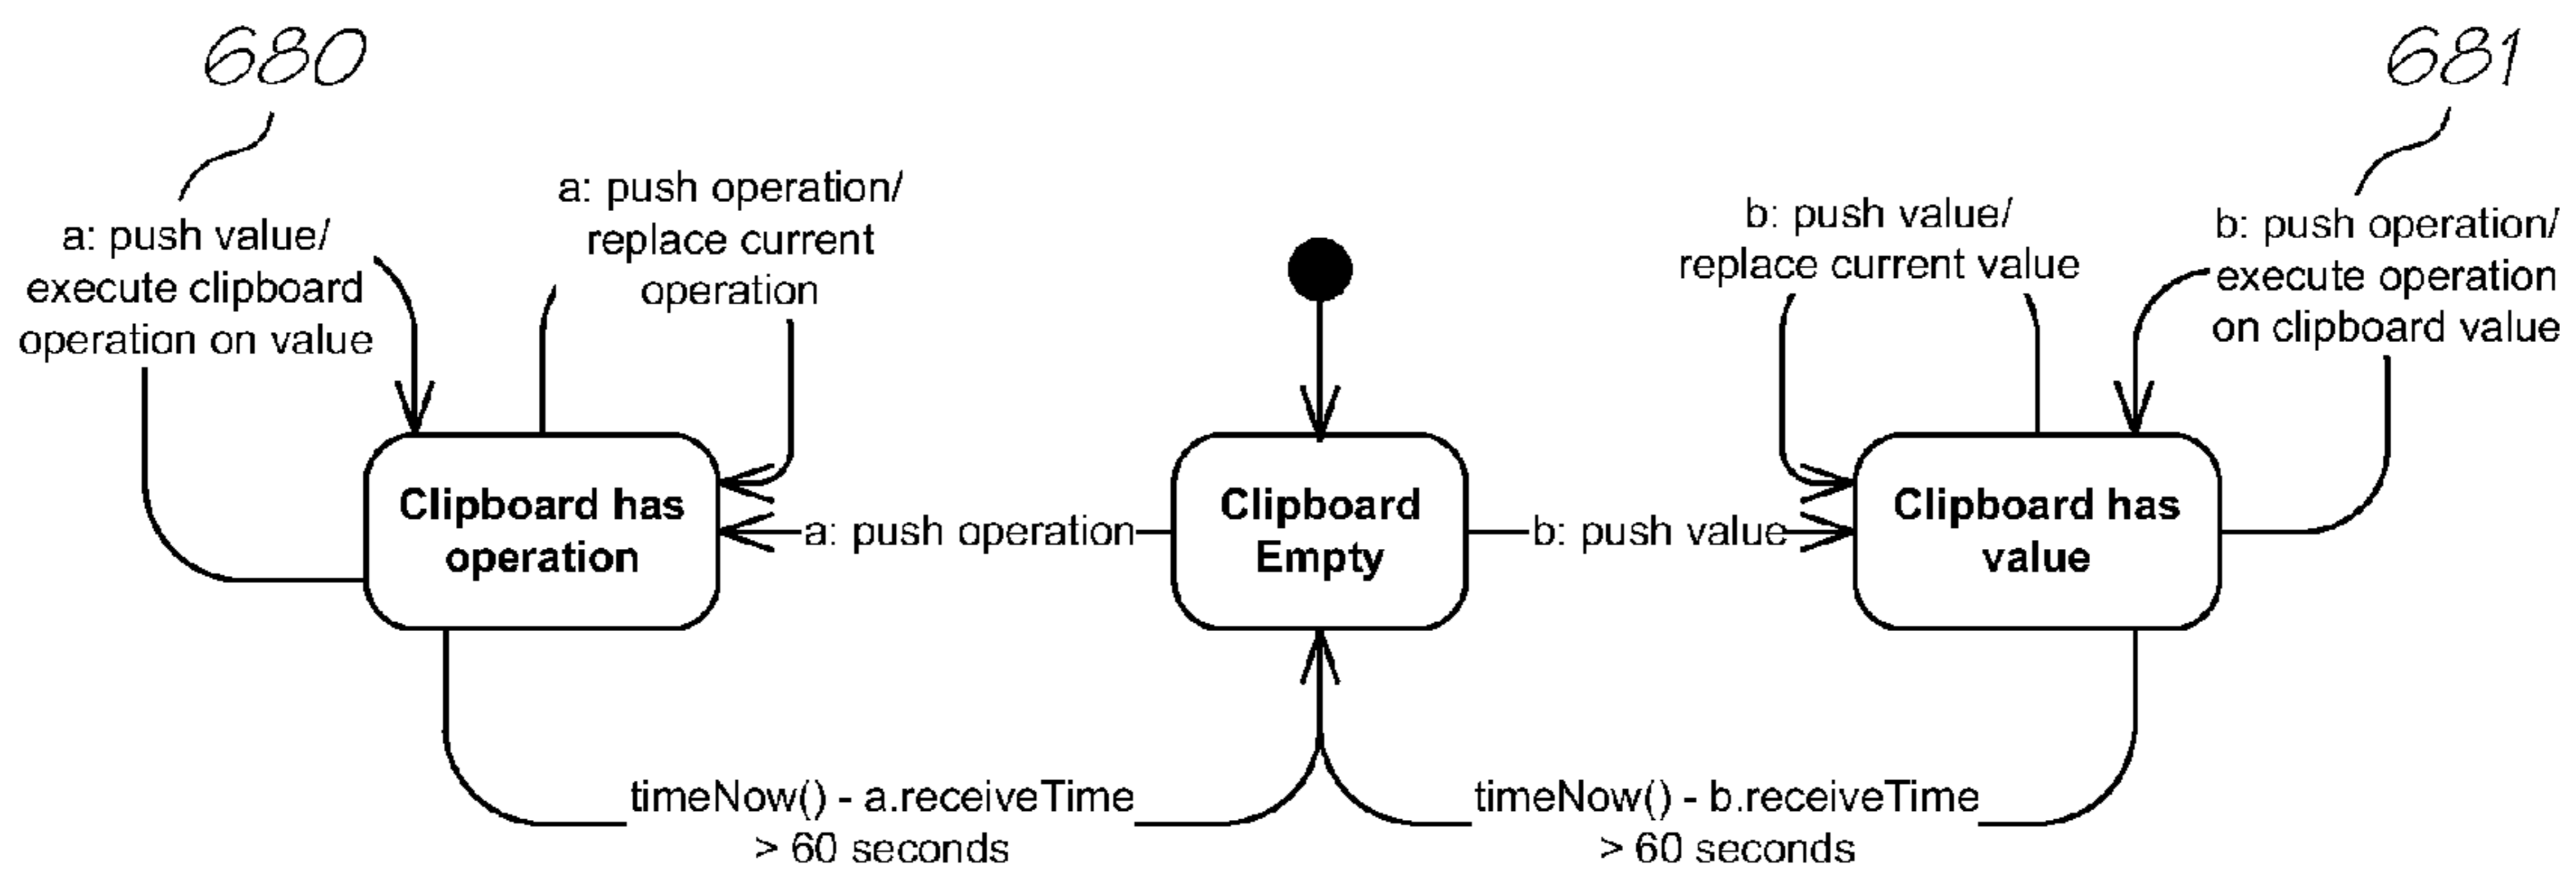 680
681
a: push value/
execute clipboard
operation on value
a: push operation/
replace current
operation
b: push value/
replace current value
b: push operation/
execute operation
on clipboard value
Clipboard has
operation
a: push operation
Clipboard
Empty
b: push value
Clipboard has
value
timeNow() - a.receiveTime
> 60 seconds
timeNow() - b.receiveTime
> 60 seconds